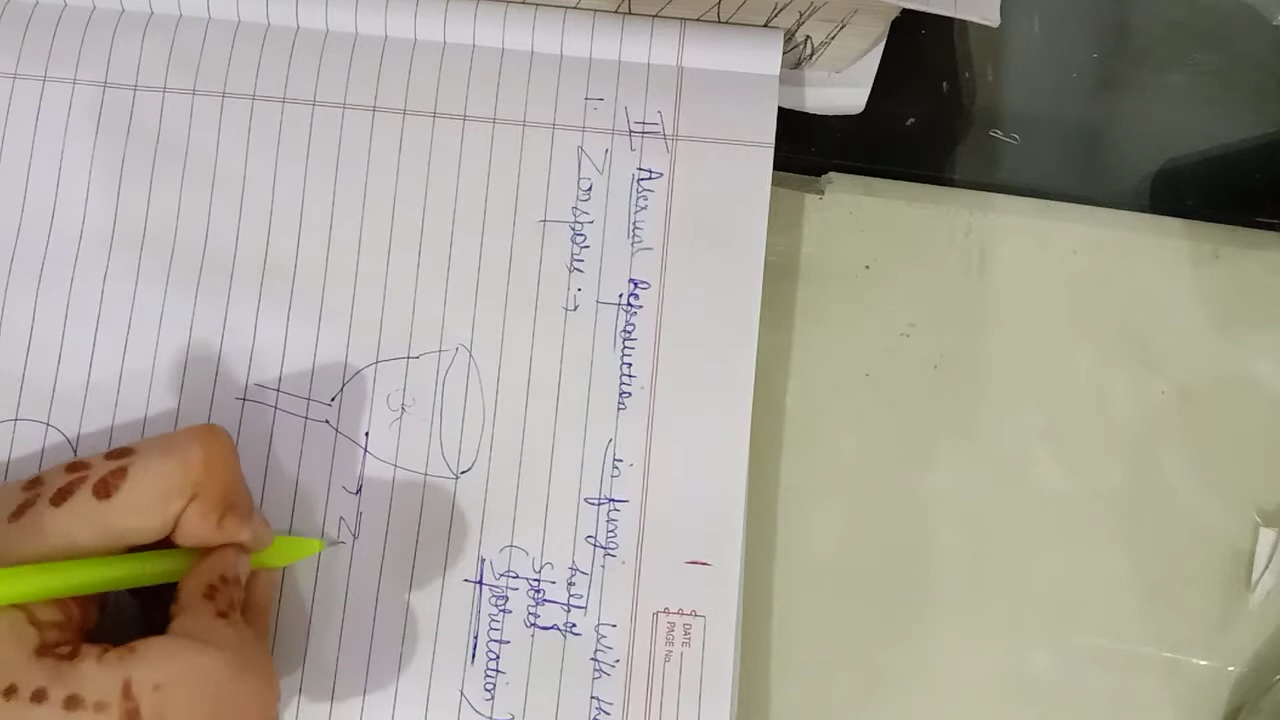 DATE
PAGE No.
II Asexual Reproduction in fungi. With the
help of
spores
(Sporulation)
1. Zoospores :→
→ Z